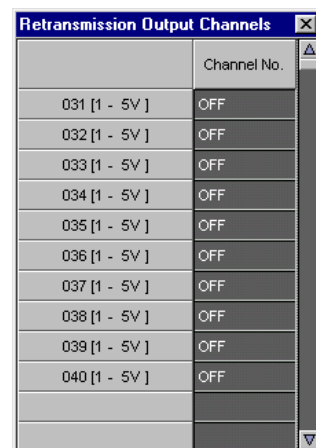 Retransmission Output Channels
Channel No.
031 [1 - 5V ] OFF
032 [1 - 5V ] OFF
033 [1 - 5V ] OFF
034 [1 - 5V ] OFF
035 [1 - 5V ] OFF
036 [1 - 5V ] OFF
037 [1 - 5V ] OFF
038 [1 - 5V ] OFF
039 [1 - 5V ] OFF
040 [1 - 5V ] OFF